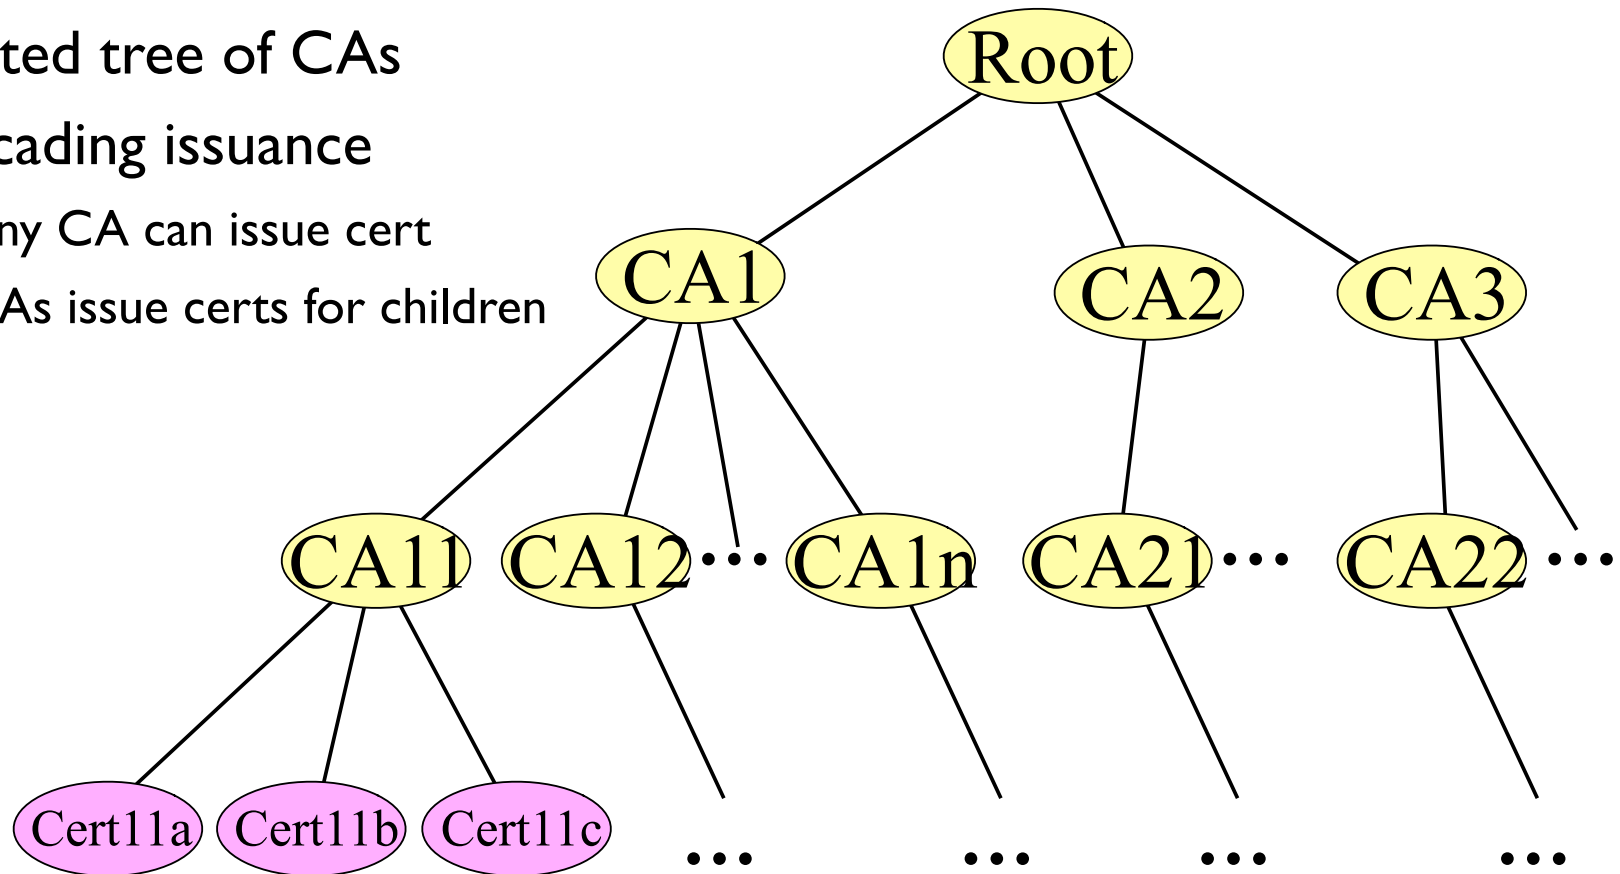 ted tree of CAs
cading issuance
ny CA can issue cert
As issue certs for children
Root
CA1
CA2
CA3
CA11
CA12
...
CA1n
CA21
...
CA22
...
Cert11a
Cert11b
Cert11c
...
...
...
...